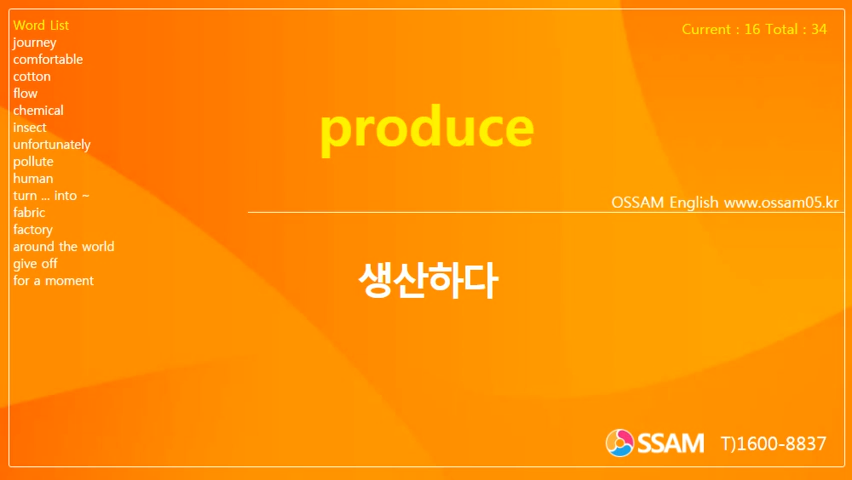 Word List
journey
comfortable
cotton
flow
chemical
insect
unfortunately
pollute
human
turn ... into ~
fabric
factory
around the world
give off
for a moment
Current : 16 Total : 34
produce
OSSAM English www.ossam05.kr
생산하다
OSSAM T)1600-8837